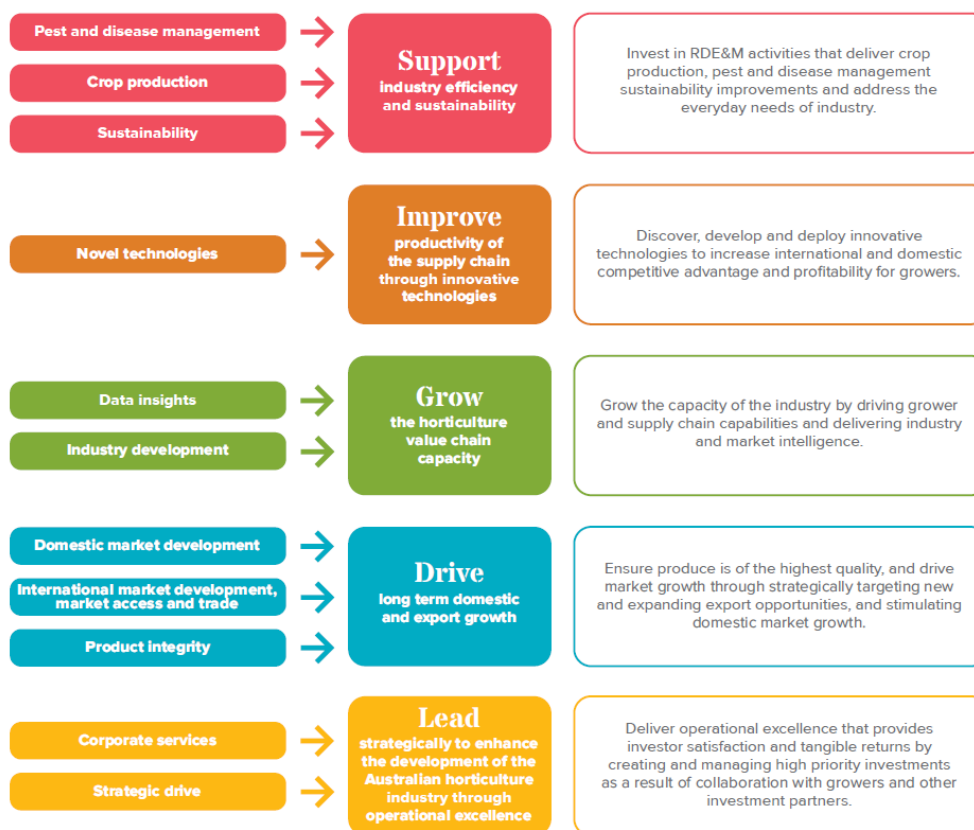 Pest and disease management
Crop production
Sustainability
Support
industry efficiency
and sustainability
Invest in RDE&M activities that deliver crop
production, pest and disease management
sustainability improvements and address the
everyday needs of industry.
Novel technologies
Improve
productivity of
the supply chain
through innovative
technologies
Discover, develop and deploy innovative
technologies to increase international and domestic
competitive advantage and profitability for growers.
Data insights
Industry development
Grow
the horticulture
value chain
capacity
Grow the capacity of the industry by driving grower
and supply chain capabilities and delivering industry
and market intelligence.
Domestic market development
International market development,
market access and trade
Product integrity
Drive
long term domestic
and export growth
Ensure produce is of the highest quality, and drive
market growth through strategically targeting new
and expanding export opportunities, and stimulating
domestic market growth.
Corporate services
Strategic drive
Lead
strategically to enhance
the development of the
Australian horticulture
industry through
operational excellence
Deliver operational excellence that provides
investor satisfaction and tangible returns by
creating and managing high priority investments
as a result of collaboration with growers and other
investment partners.